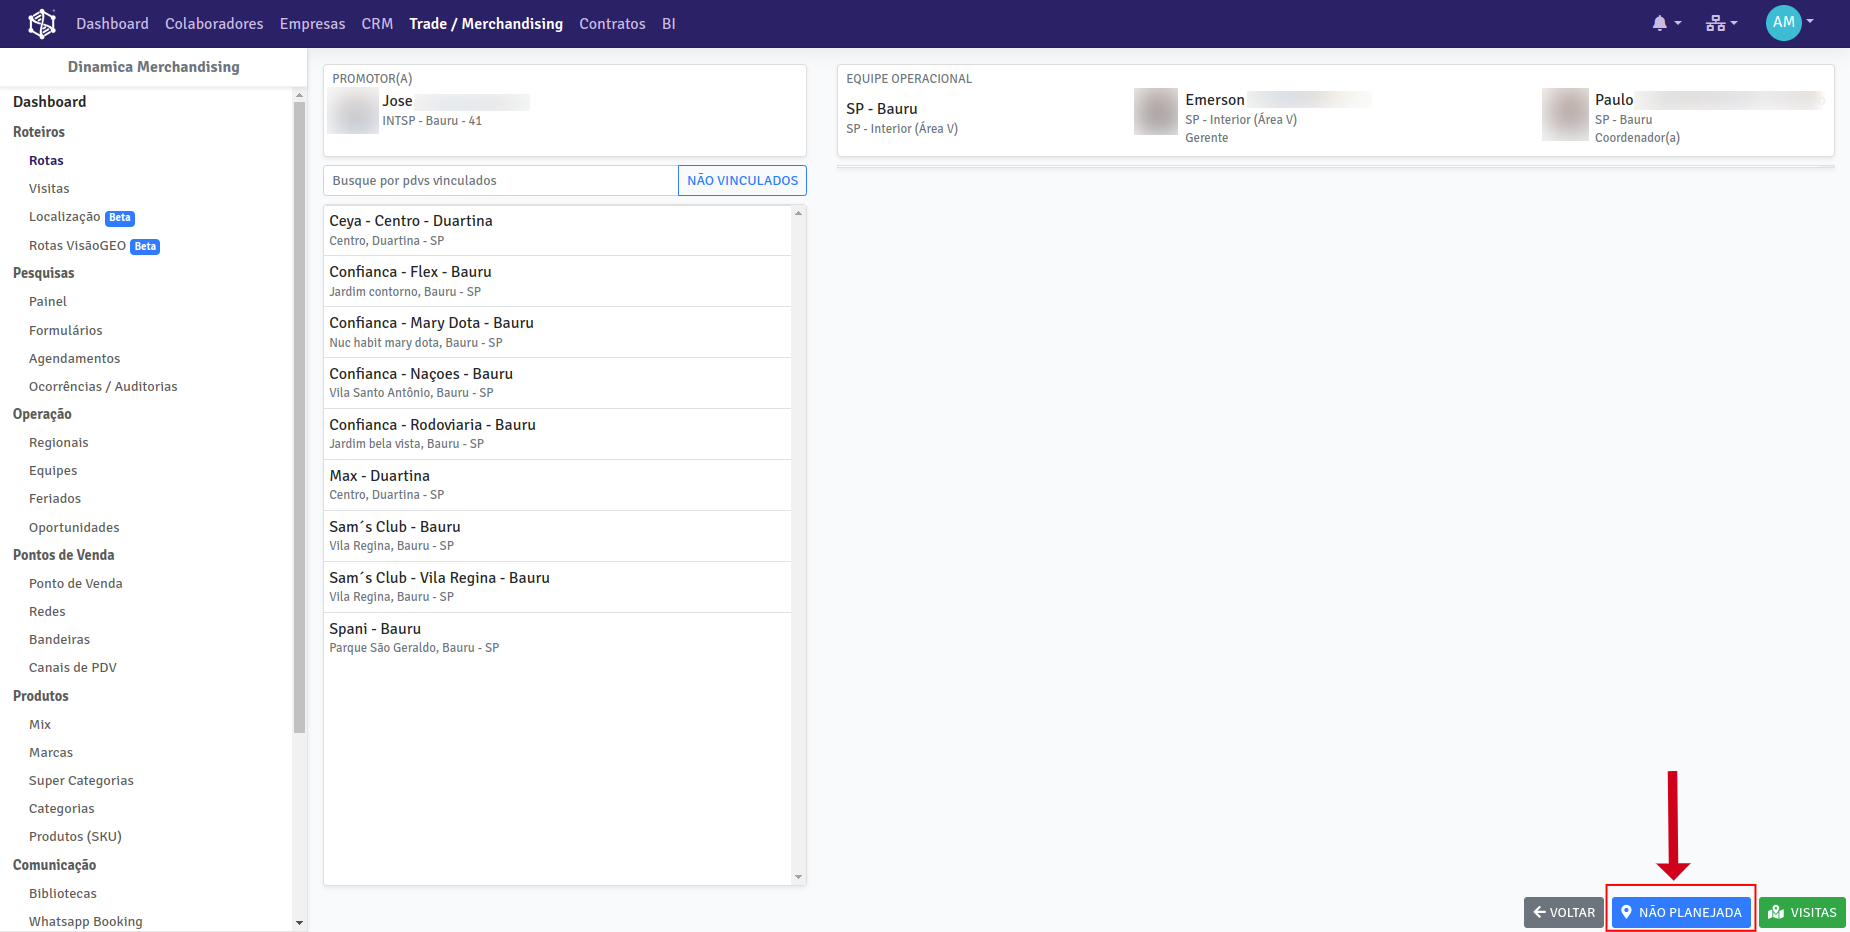 Dashboard Colaboradores Empresas CRM Trade / Merchandising Contratos BI AM
Dinamica Merchandising
Dashboard
Roteiros
Rotas
Visitas
Localização Beta
Rotas VisãoGEO Beta
Pesquisas
Painel
Formulários
Agendamentos
Ocorrências / Auditorias
Operação
Regionais
Equipes
Feriados
Oportunidades
Pontos de Venda
Ponto de Venda
Redes
Bandeiras
Canais de PDV
Produtos
Mix
Marcas
Super Categorias
Categorias
Produtos (SKU)
Comunicação
Bibliotecas
Whatsapp Booking
PROMOTOR(A)
Jose
INTSP - Bauru - 41
Busque por pdvs vinculados NÃO VINCULADOS
Ceya - Centro - Duartina
Centro, Duartina - SP
Confianca - Flex - Bauru
Jardim contorno, Bauru - SP
Confianca - Mary Dota - Bauru
Nuc habit mary dota, Bauru - SP
Confianca - Naçoes - Bauru
Vila Santo Antônio, Bauru - SP
Confianca - Rodoviaria - Bauru
Jardim bela vista, Bauru - SP
Max - Duartina
Centro, Duartina - SP
Sam´s Club - Bauru
Vila Regina, Bauru - SP
Sam´s Club - Vila Regina - Bauru
Vila Regina, Bauru - SP
Spani - Bauru
Parque São Geraldo, Bauru - SP
EQUIPE OPERACIONAL
SP - Bauru
SP - Interior (Área V)
Emerson
SP - Interior (Área V)
Gerente
Paulo
SP - Bauru
Coordenador(a)
VOLTAR NÃO PLANEJADA VISITAS